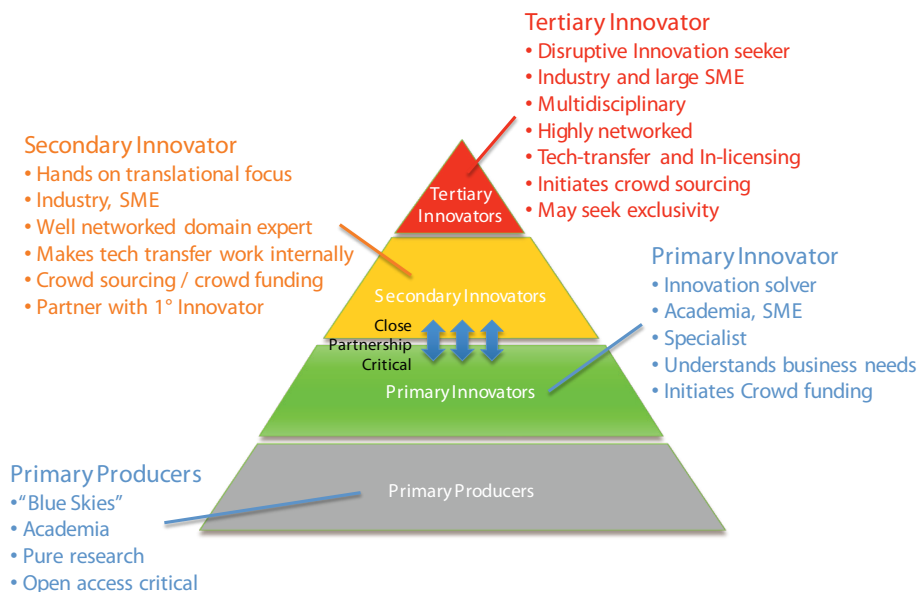 Tertiary Innovator
• Disruptive Innovation seeker
• Industry and large SME
• Multidisciplinary
• Highly networked
• Tech-transfer and In-licensing
• Initiates crowd sourcing
• May seek exclusivity
Secondary Innovator
• Hands on translational focus
• Industry, SME
• Well networked domain expert
• Makes tech transfer work internally
• Crowd sourcing / crowd funding
• Partner with 1° Innovator
Tertiary
Innovators
Secondary Innovators
Close
Partnership
Critical
Primary Innovators
Primary Innovator
• Innovation solver
• Academia, SME
• Specialist
• Understands business needs
• Initiates Crowd funding
Primary Producers
Primary Producers
•“Blue Skies”
• Academia
• Pure research
• Open access critical